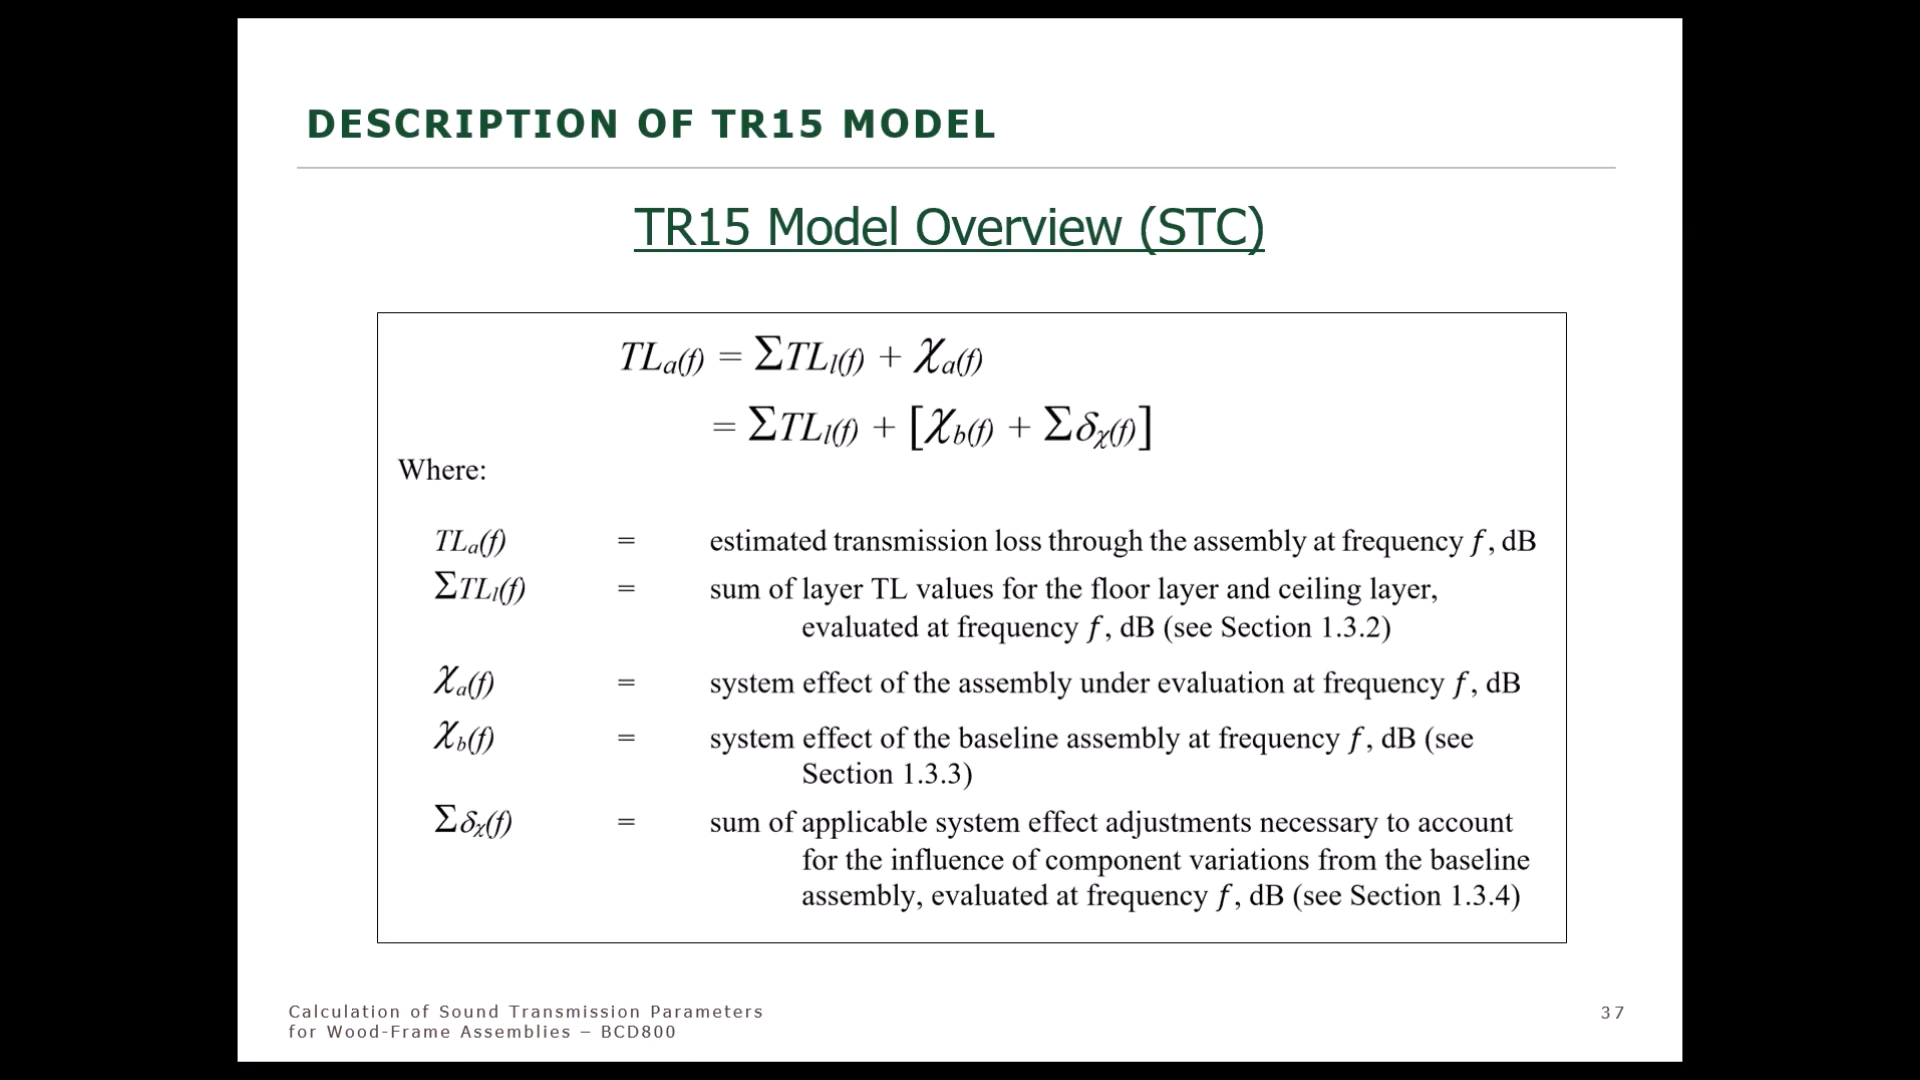 DESCRIPTION OF TR15 MODEL
TR15 Model Overview (STC)
TLa(f) = ΣTLl(f) + χa(f)
= ΣTLl(f) + [χb(f) + Σδχ(f)]
Where:
TLa(f) = estimated transmission loss through the assembly at frequency f, dB
ΣTLl(f) = sum of layer TL values for the floor layer and ceiling layer,
evaluated at frequency f, dB (see Section 1.3.2)
χa(f) = system effect of the assembly under evaluation at frequency f, dB
χb(f) = system effect of the baseline assembly at frequency f, dB (see
Section 1.3.3)
Σδχ(f) = sum of applicable system effect adjustments necessary to account
for the influence of component variations from the baseline
assembly, evaluated at frequency f, dB (see Section 1.3.4)
Calculation of Sound Transmission Parameters
for Wood-Frame Assemblies – BCD800
37